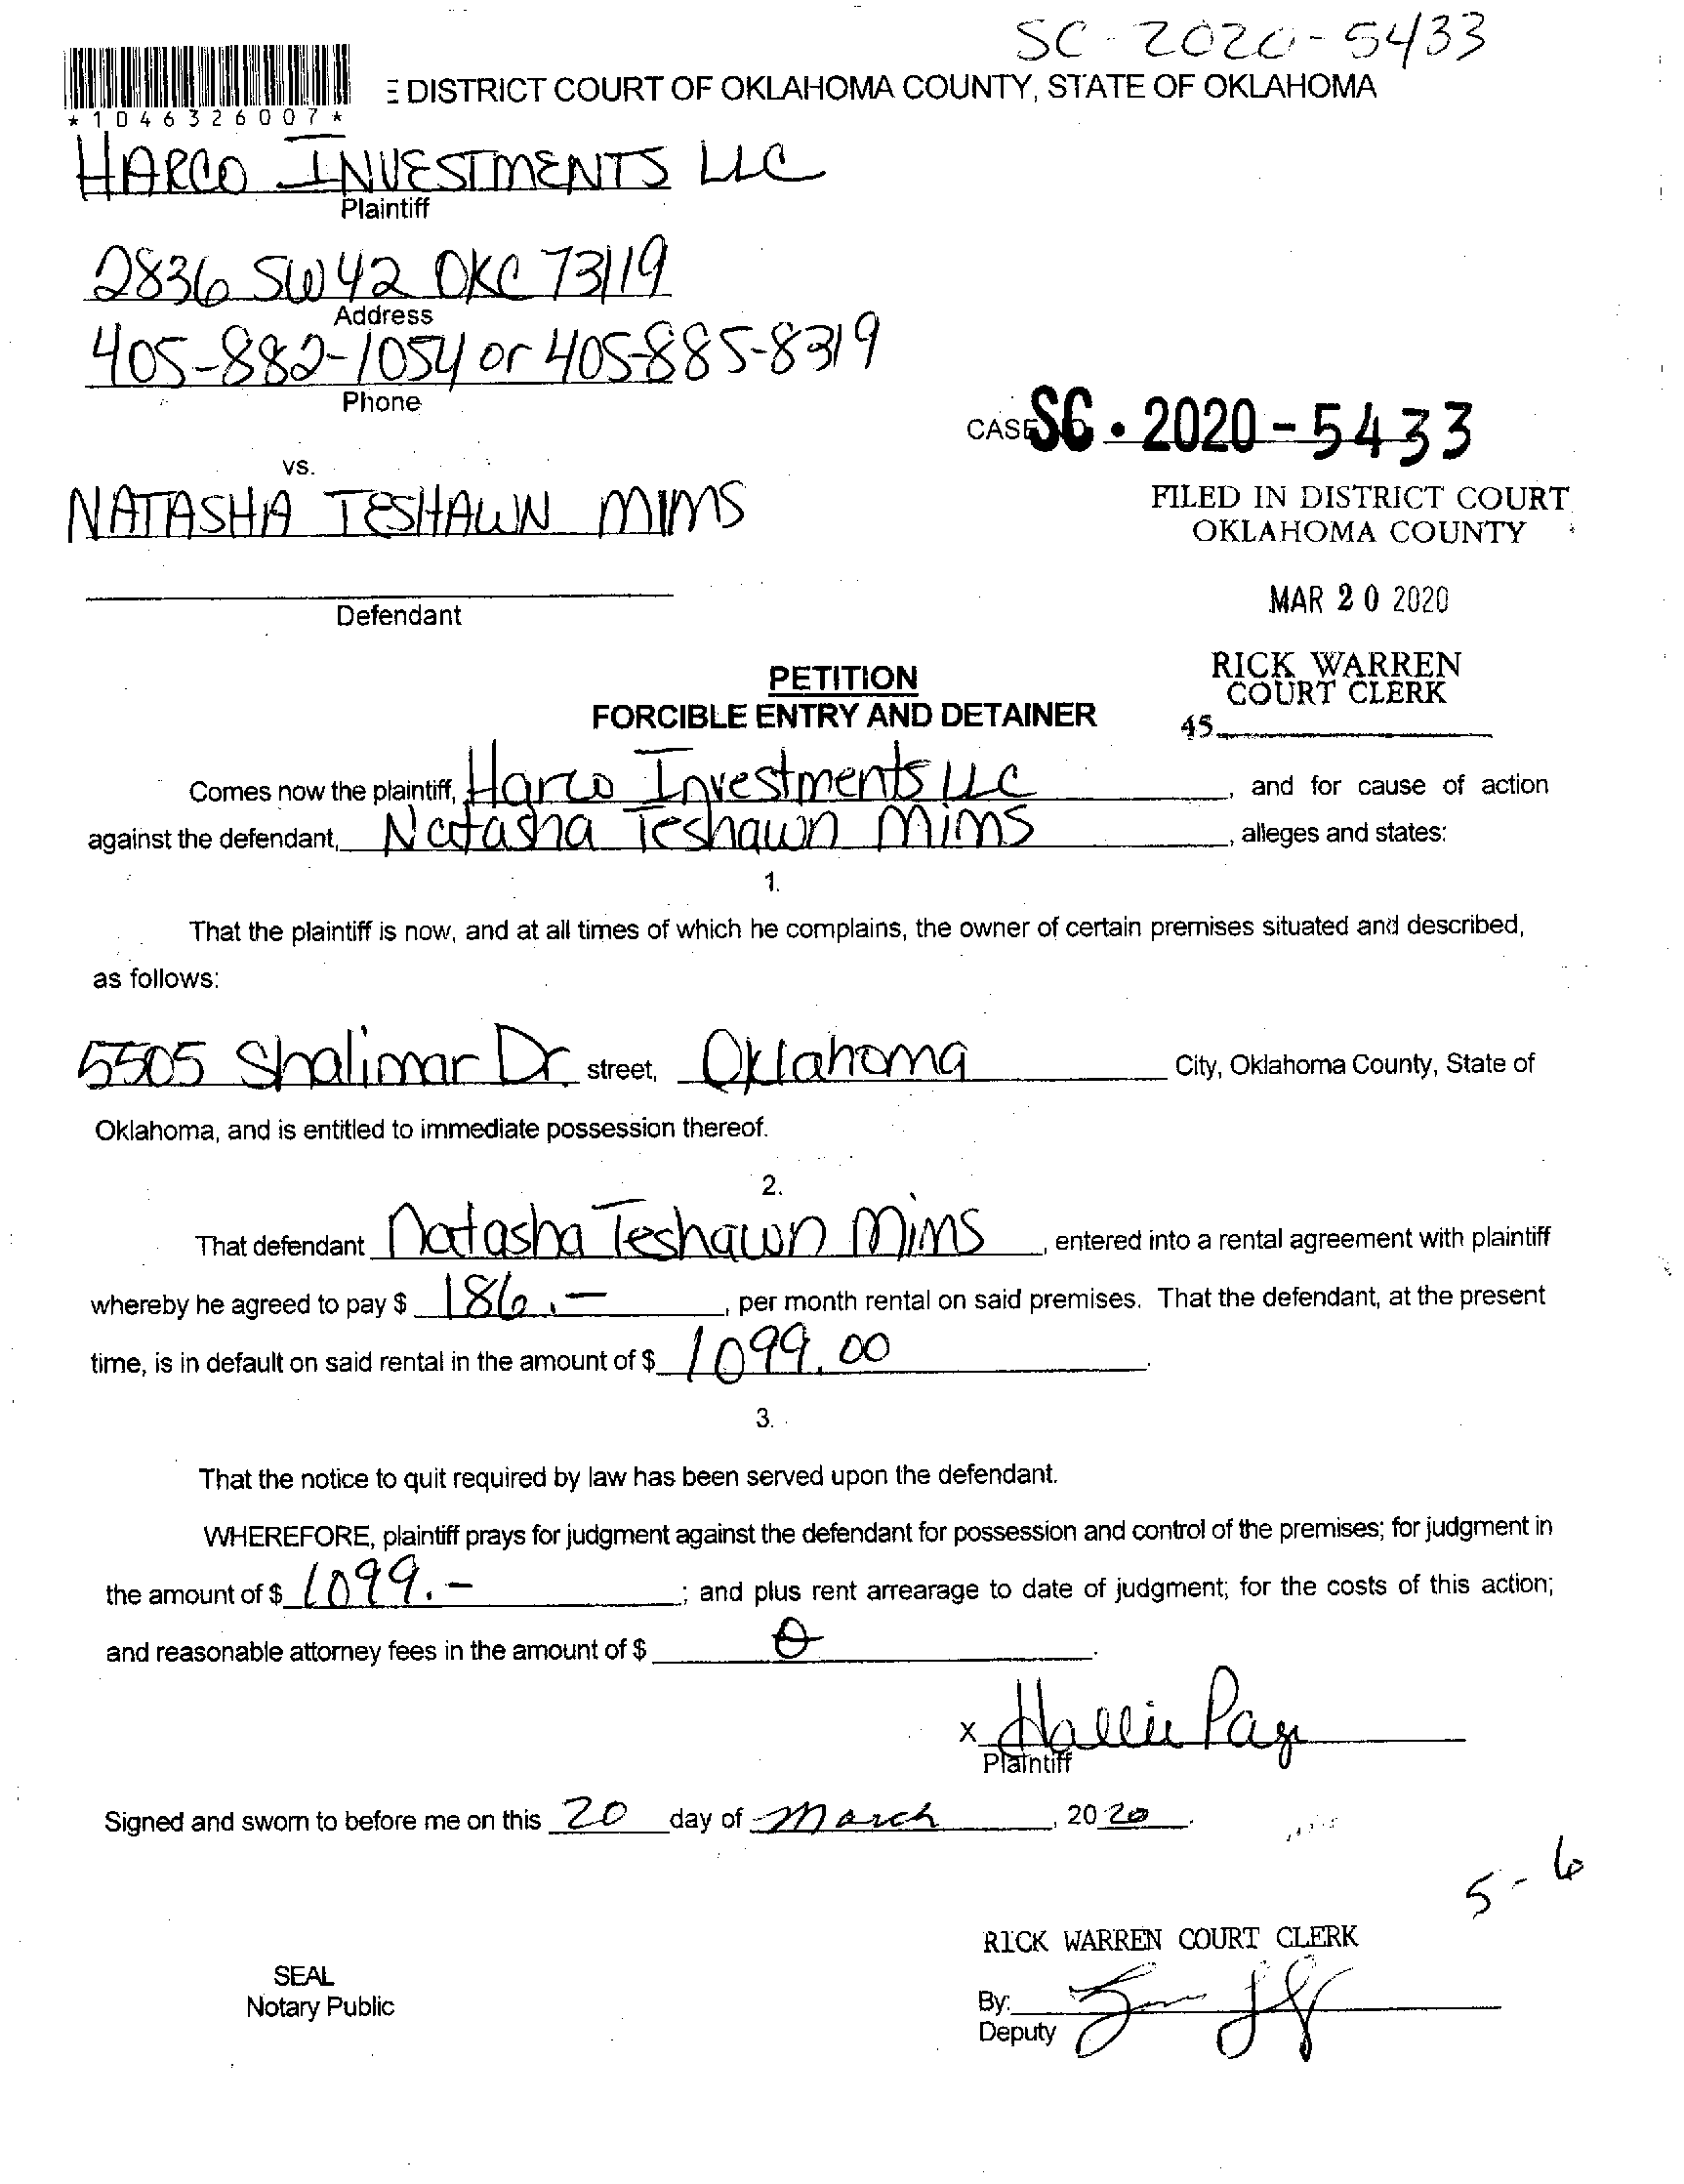 SC-2020-5433
E DISTRICT COURT OF OKLAHOMA COUNTY, STATE OF OKLAHOMA
*1046326007*
HARCO INVESTMENTS LLC
Plaintiff
2836 SW 42 OKC 73119
Address
405-882-1054 or 405-885-8319
Phone
CASE SC - 2020 - 5433
vs.
NATASHA TESHAWN MIMS
FILED IN DISTRICT COURT
OKLAHOMA COUNTY
MAR 20 2020
Defendant
RICK WARREN
COURT CLERK
45
PETITION
FORCIBLE ENTRY AND DETAINER
Comes now the plaintiff, Harco Investments LLC, and for cause of action
against the defendant, Natasha Teshawn Mims, alleges and states:
1.
That the plaintiff is now, and at all times of which he complains, the owner of certain premises situated and described,
as follows:
5505 Shalimar Dr. street, Oklahoma City, Oklahoma County, State of
Oklahoma, and is entitled to immediate possession thereof.
2.
That defendant Natasha Teshawn Mims, entered into a rental agreement with plaintiff
whereby he agreed to pay $ 186.-, per month rental on said premises. That the defendant, at the present
time, is in default on said rental in the amount of $ 1099.00.
3.
That the notice to quit required by law has been served upon the defendant.
WHEREFORE, plaintiff prays for judgment against the defendant for possession and control of the premises; for judgment in
the amount of $ 1099.-; and plus rent arrearage to date of judgment; for the costs of this action;
and reasonable attorney fees in the amount of $ 0.
x Hallie Page
Plaintiff
Signed and sworn to before me on this 20 day of March, 2020.
5-6
RICK WARREN COURT CLERK
SEAL
Notary Public
By:
Deputy